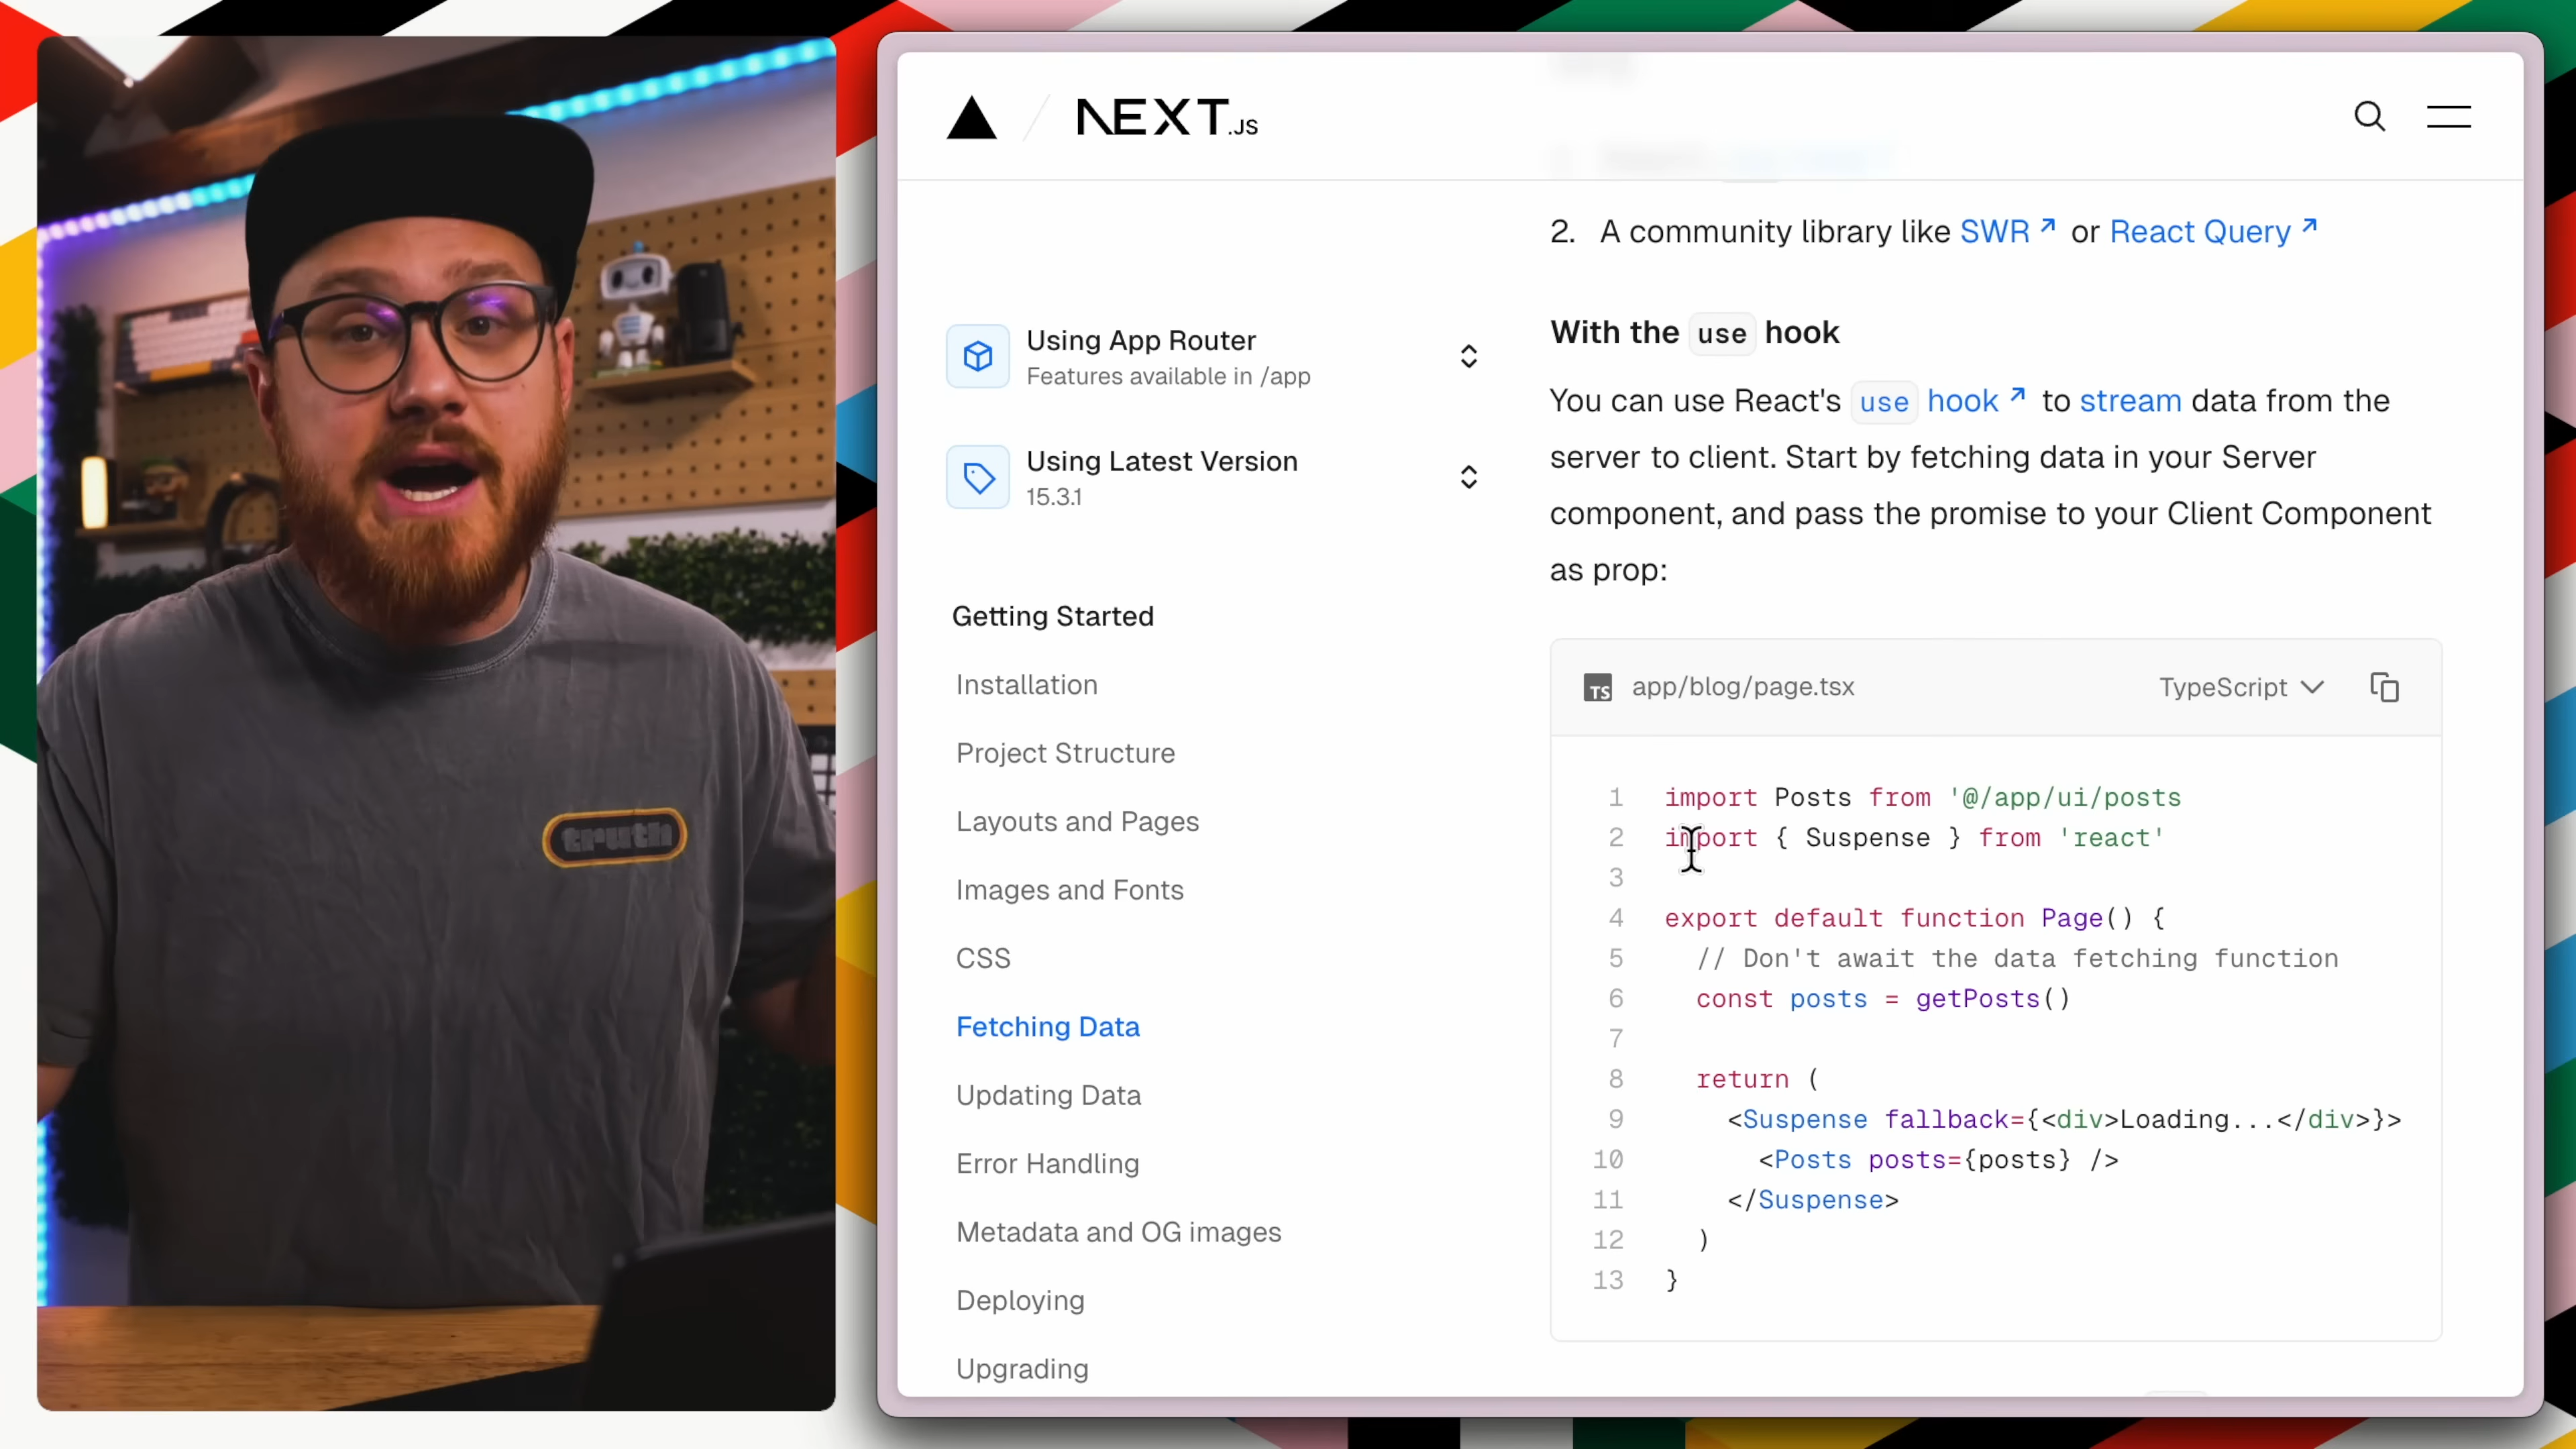 truth
NEXT.JS
Using App Router
Features available in /app
Using Latest Version
15.3.1
Getting Started
Installation
Project Structure
Layouts and Pages
Images and Fonts
CSS
Fetching Data
Updating Data
Error Handling
Metadata and OG images
Deploying
Upgrading
2. A community library like SWR ↗ or React Query ↗
With the use hook
You can use React's use hook ↗ to stream data from the
server to client. Start by fetching data in your Server
component, and pass the promise to your Client Component
as prop:
TS app/blog/page.tsx TypeScript
1 import Posts from '@/app/ui/posts
2 import { Suspense } from 'react'
3
4 export default function Page() {
5   // Don't await the data fetching function
6   const posts = getPosts()
7
8   return (
9     <Suspense fallback={<div>Loading...</div>}>
10       <Posts posts={posts} />
11     </Suspense>
12   )
13 }